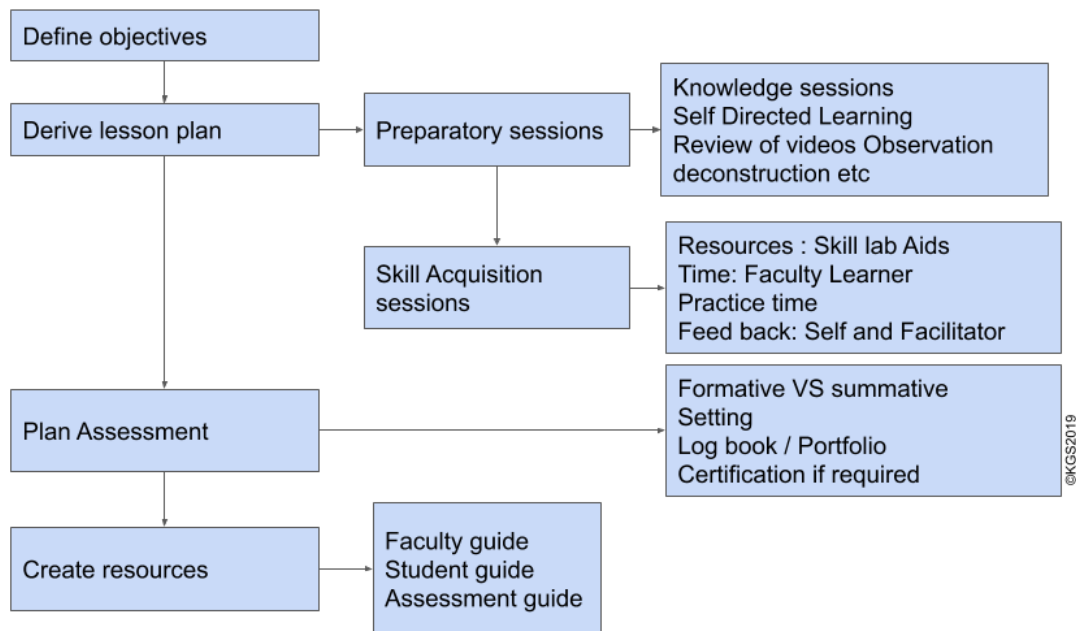 Define objectives
Derive lesson plan
Preparatory sessions
Knowledge sessions
Self Directed Learning
Review of videos Observation
deconstruction etc
Skill Acquisition
sessions
Resources : Skill lab Aids
Time: Faculty Learner
Practice time
Feed back: Self and Facilitator
Plan Assessment
Formative VS summative
Setting
Log book / Portfolio
Certification if required
Create resources
Faculty guide
Student guide
Assessment guide
©KGS2019